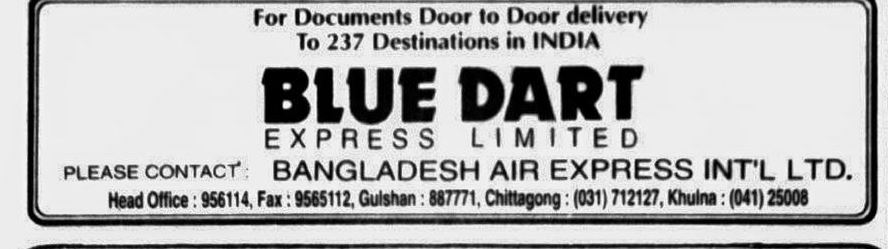 For Documents Door to Door delivery
To 237 Destinations in INDIA
BLUE DART
EXPRESS LIMITED
PLEASE CONTACT : BANGLADESH AIR EXPRESS INT'L LTD.
Head Office : 956114, Fax : 9565112, Gulshan : 887771, Chittagong : (031) 712127, Khulna : (041) 25008